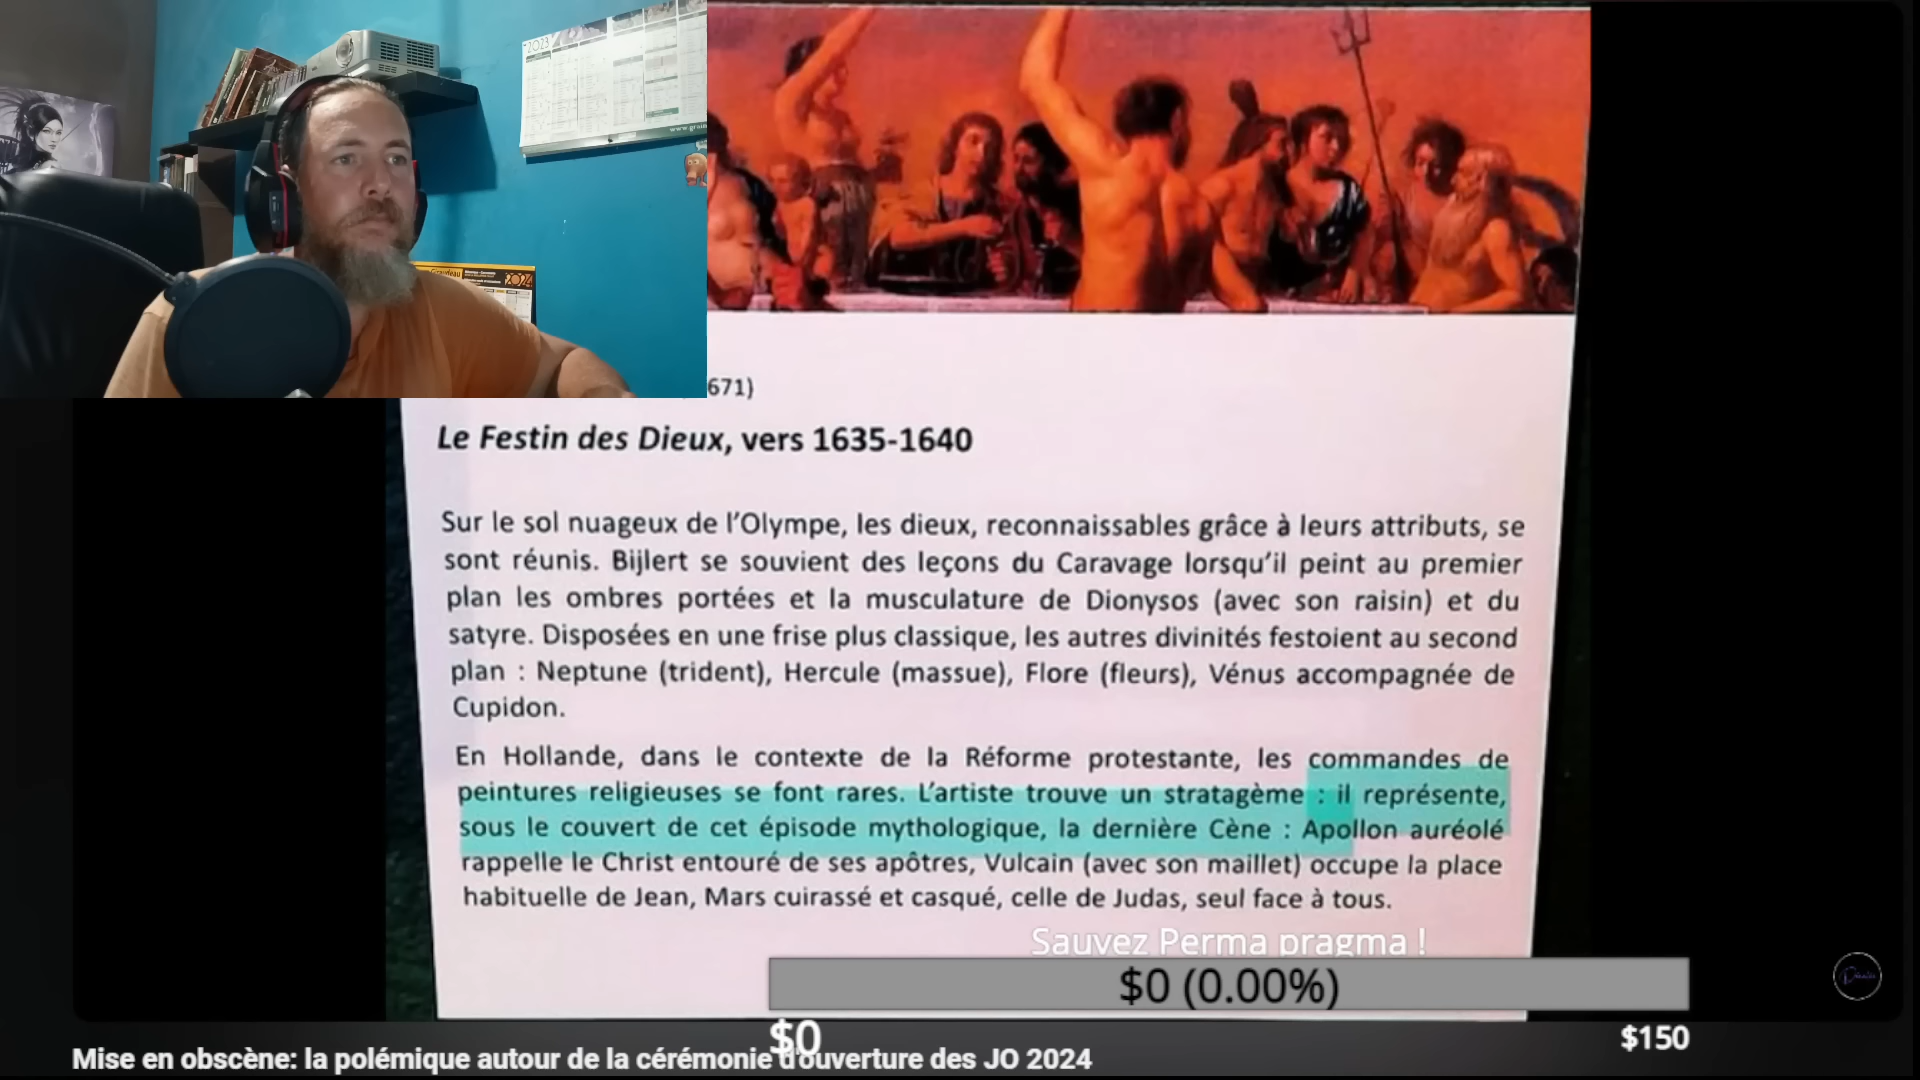 2023
www.grai
Giraudeau
2024
671)
Le Festin des Dieux, vers 1635-1640
Sur le sol nuageux de l'Olympe, les dieux, reconnaissables grâce à leurs attributs, se
sont réunis. Bijlert se souvient des leçons du Caravage lorsqu'il peint au premier
plan les ombres portées et la musculature de Dionysos (avec son raisin) et du
satyre. Disposées en une frise plus classique, les autres divinités festoient au second
plan : Neptune (trident), Hercule (massue), Flore (fleurs), Vénus accompagnée de
Cupidon.
En Hollande, dans le contexte de la Réforme protestante, les commandes de
peintures religieuses se font rares. L'artiste trouve un stratagème : il représente,
sous le couvert de cet épisode mythologique, la dernière Cène : Apollon auréolé
rappelle le Christ entouré de ses apôtres, Vulcain (avec son maillet) occupe la place
habituelle de Jean, Mars cuirassé et casqué, celle de Judas, seul face à tous.
Sauvez Perma pragma !
$0 (0.00%)
$0
$150
Mise en obscène: la polémique autour de la cérémonie d'ouverture des JO 2024